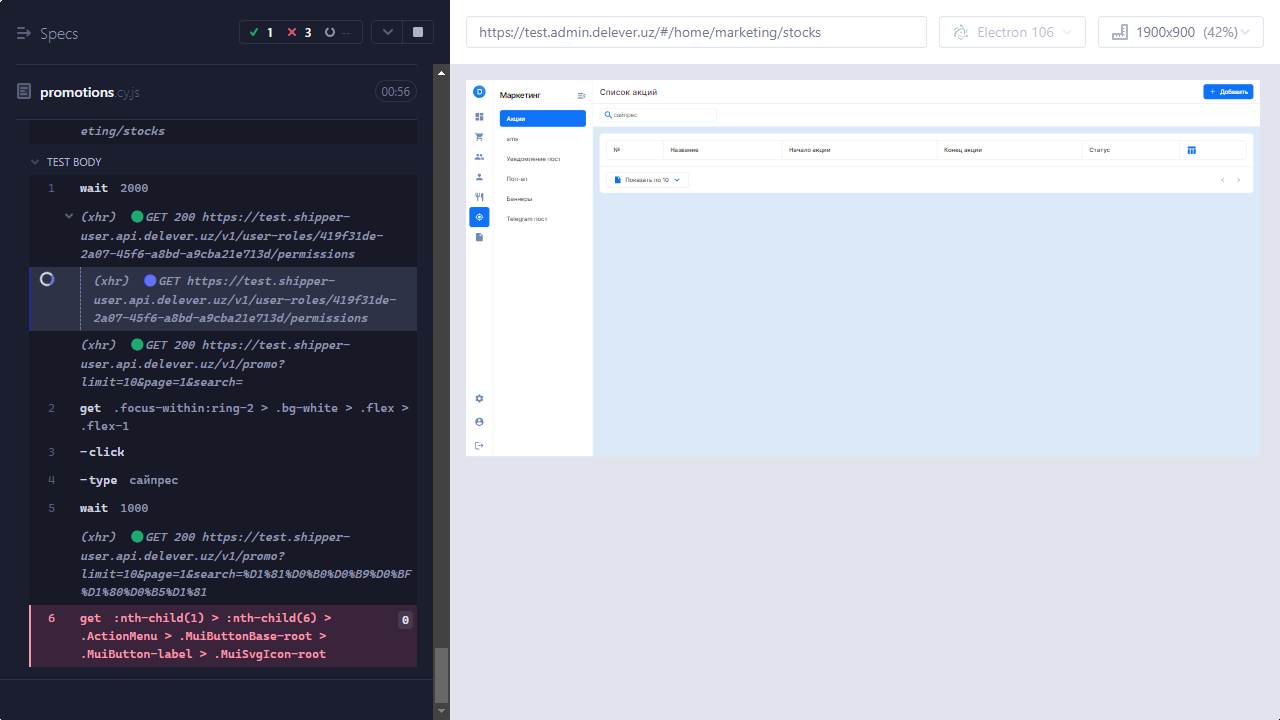 Specs
1
3
--
promotions.cy.js
00:56
eting/stocks
TEST BODY
1 wait 2000
(xhr) GET 200 https://test.shipper-
user.api.delever.uz/v1/user-roles/419f31de-
2a07-45f6-a8bd-a9cba21e713d/permissions
(xhr) GET https://test.shipper-
user.api.delever.uz/v1/user-roles/419f31de-
2a07-45f6-a8bd-a9cba21e713d/permissions
(xhr) GET 200 https://test.shipper-
user.api.delever.uz/v1/promo?
limit=10&page=1&search=
2 get .focus-within:ring-2 > .bg-white > .flex >
.flex-1
3 -click
4 -type сайпрес
5 wait 1000
(xhr) GET 200 https://test.shipper-
user.api.delever.uz/v1/promo?
limit=10&page=1&search=%D1%81%D0%B0%D0%B9%D0%BF
%D1%80%D0%B5%D1%81
6 get :nth-child(1) > :nth-child(6) > 0
.ActionMenu > .MuiButtonBase-root >
.MuiButton-label > .MuiSvgIcon-root
https://test.admin.delever.uz/#/home/marketing/stocks
Electron 106
1900x900 (42%)
D
Маркетинг
Акции
sms
Уведомление пост
Поп-ап
Баннеры
Telegram пост
Список акций
+ Добавить
сайпрес
№ Название Начало акции Конец акции Статус
Показать по 10